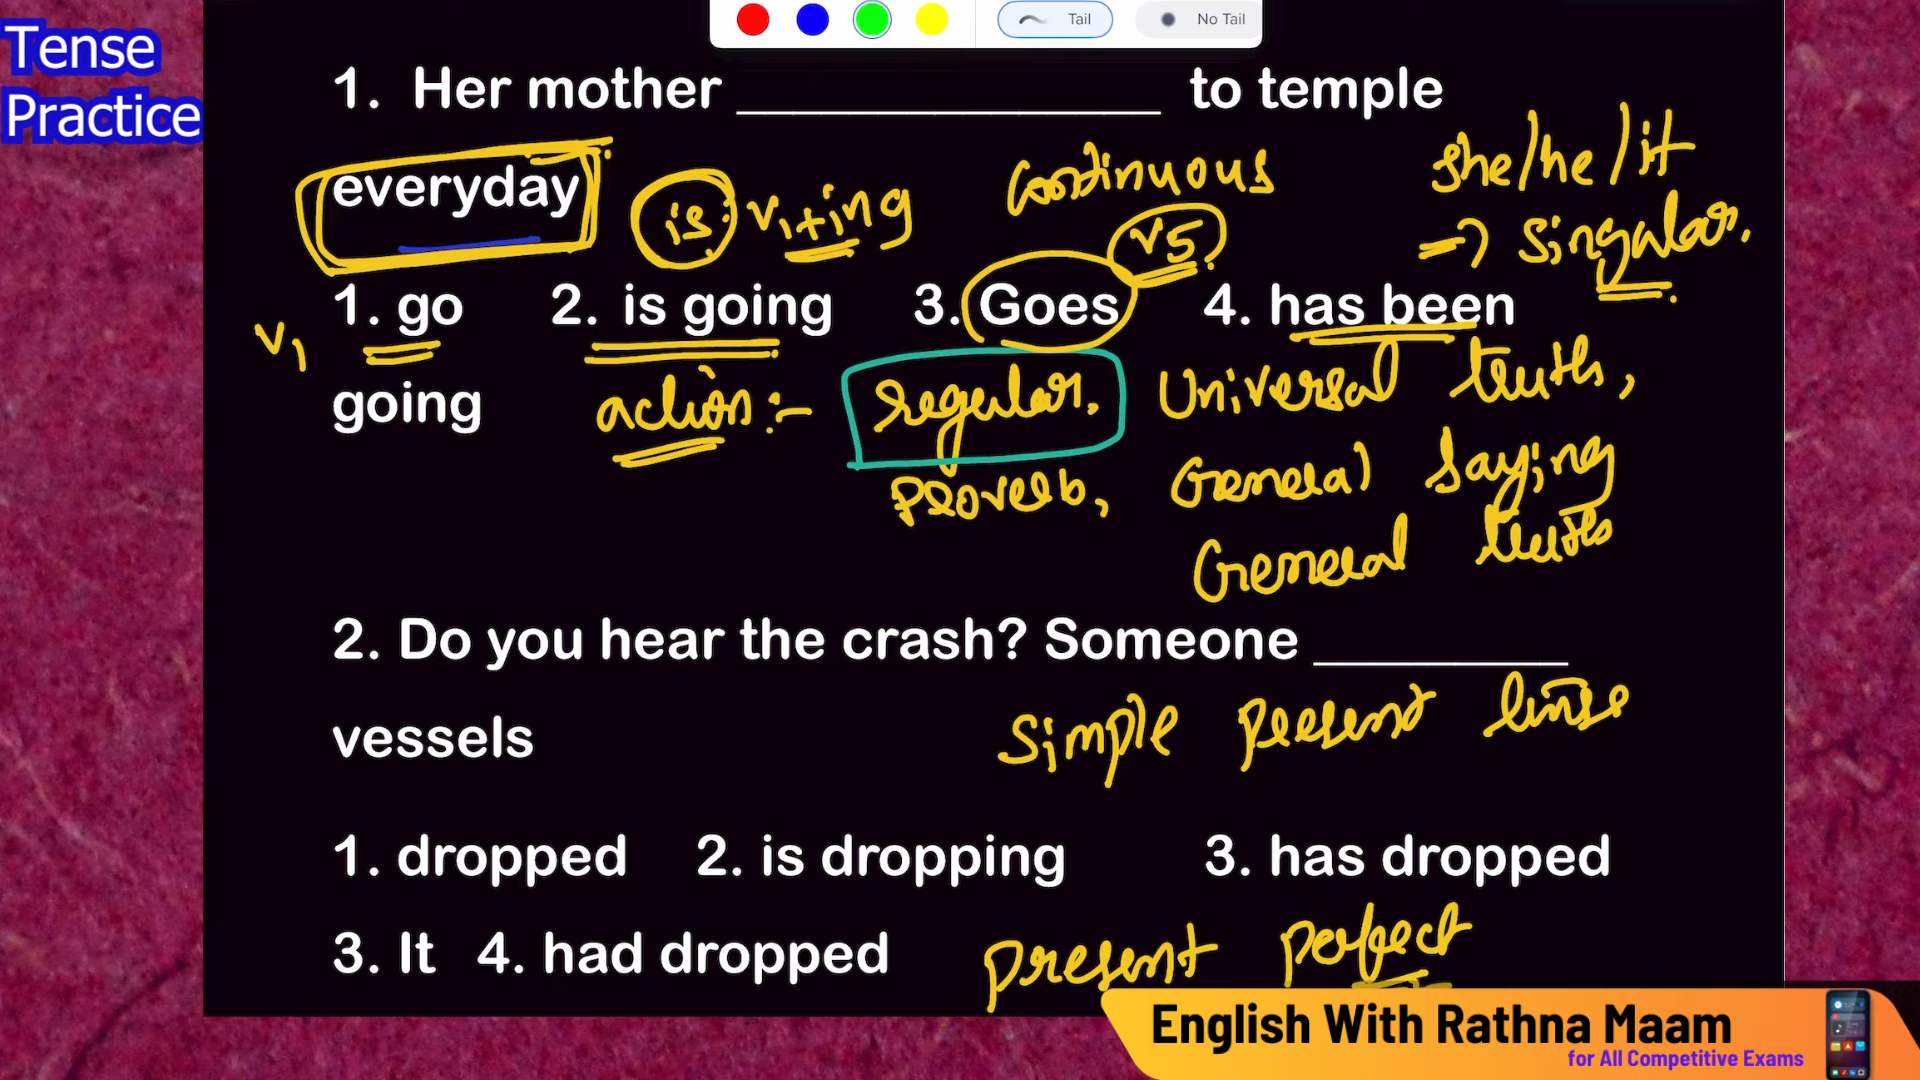 Tense
Practice
Tail
No Tail
1. Her mother ______________ to temple
everyday
is
V1+ing
continuous
she/he/it
V5
=> singular.
1. go 2. is going 3. Goes 4. has been
V1
going
action :-
regular.
Universal truth,
Proverb,
General saying
General truths
2. Do you hear the crash? Someone _________
vessels
Simple present tense
1. dropped 2. is dropping 3. has dropped
3. It 4. had dropped
present perfect
English With Rathna Maam
for All Competitive Exams